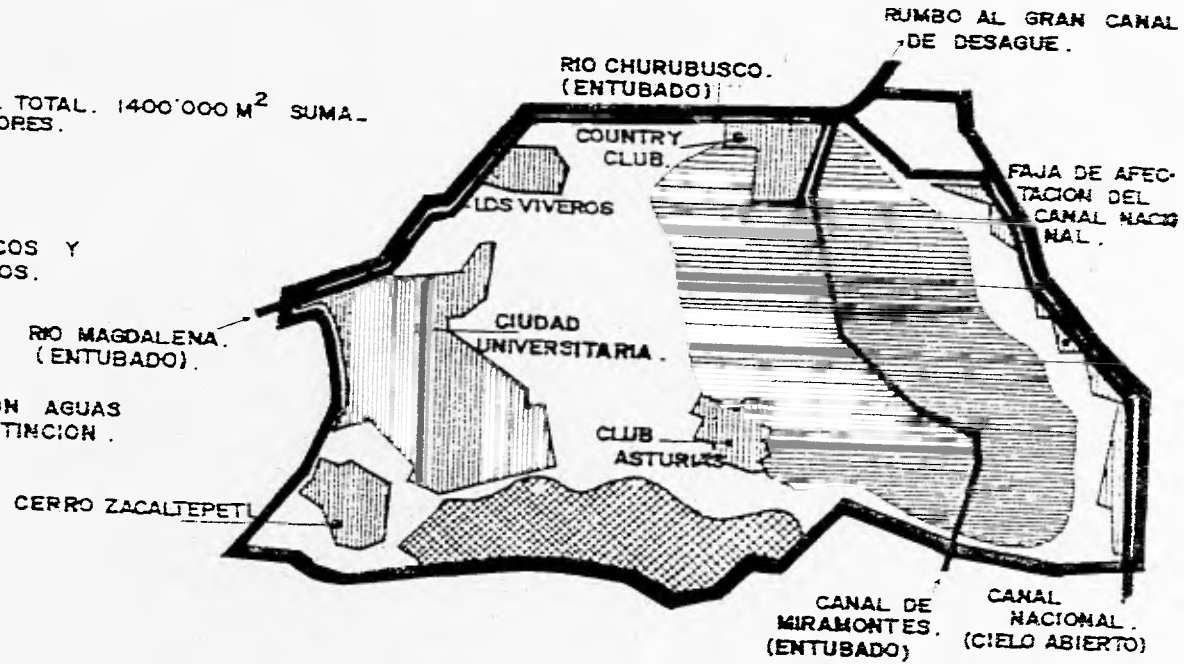 RUMBO AL GRAN CANAL
DE DESAGUE.
RIO CHURUBUSCO.
(ENTUBADO)
TOTAL. 1400'000 M² SUMA-
ORES.
COUNTRY
CLUB.
FAJA DE AFEC-
TACION DEL
CANAL NACIO
NAL.
LOS VIVEROS
COS Y
OS.
CIUDAD
UNIVERSITARIA.
RIO MAGDALENA.
(ENTUBADO).
ON AGUAS
TINCION.
CLUB
ASTURIAS
CERRO ZACALTEPETL
CANAL DE
MIRAMONTES.
(ENTUBADO)
CANAL
NACIONAL.
(CIELO ABIERTO)